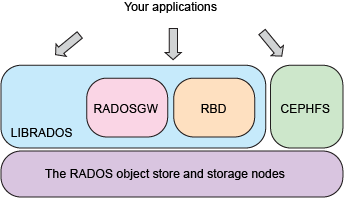 Your applications
RADOSGW
RBD
CEPHFS
LIBRADOS
The RADOS object store and storage nodes